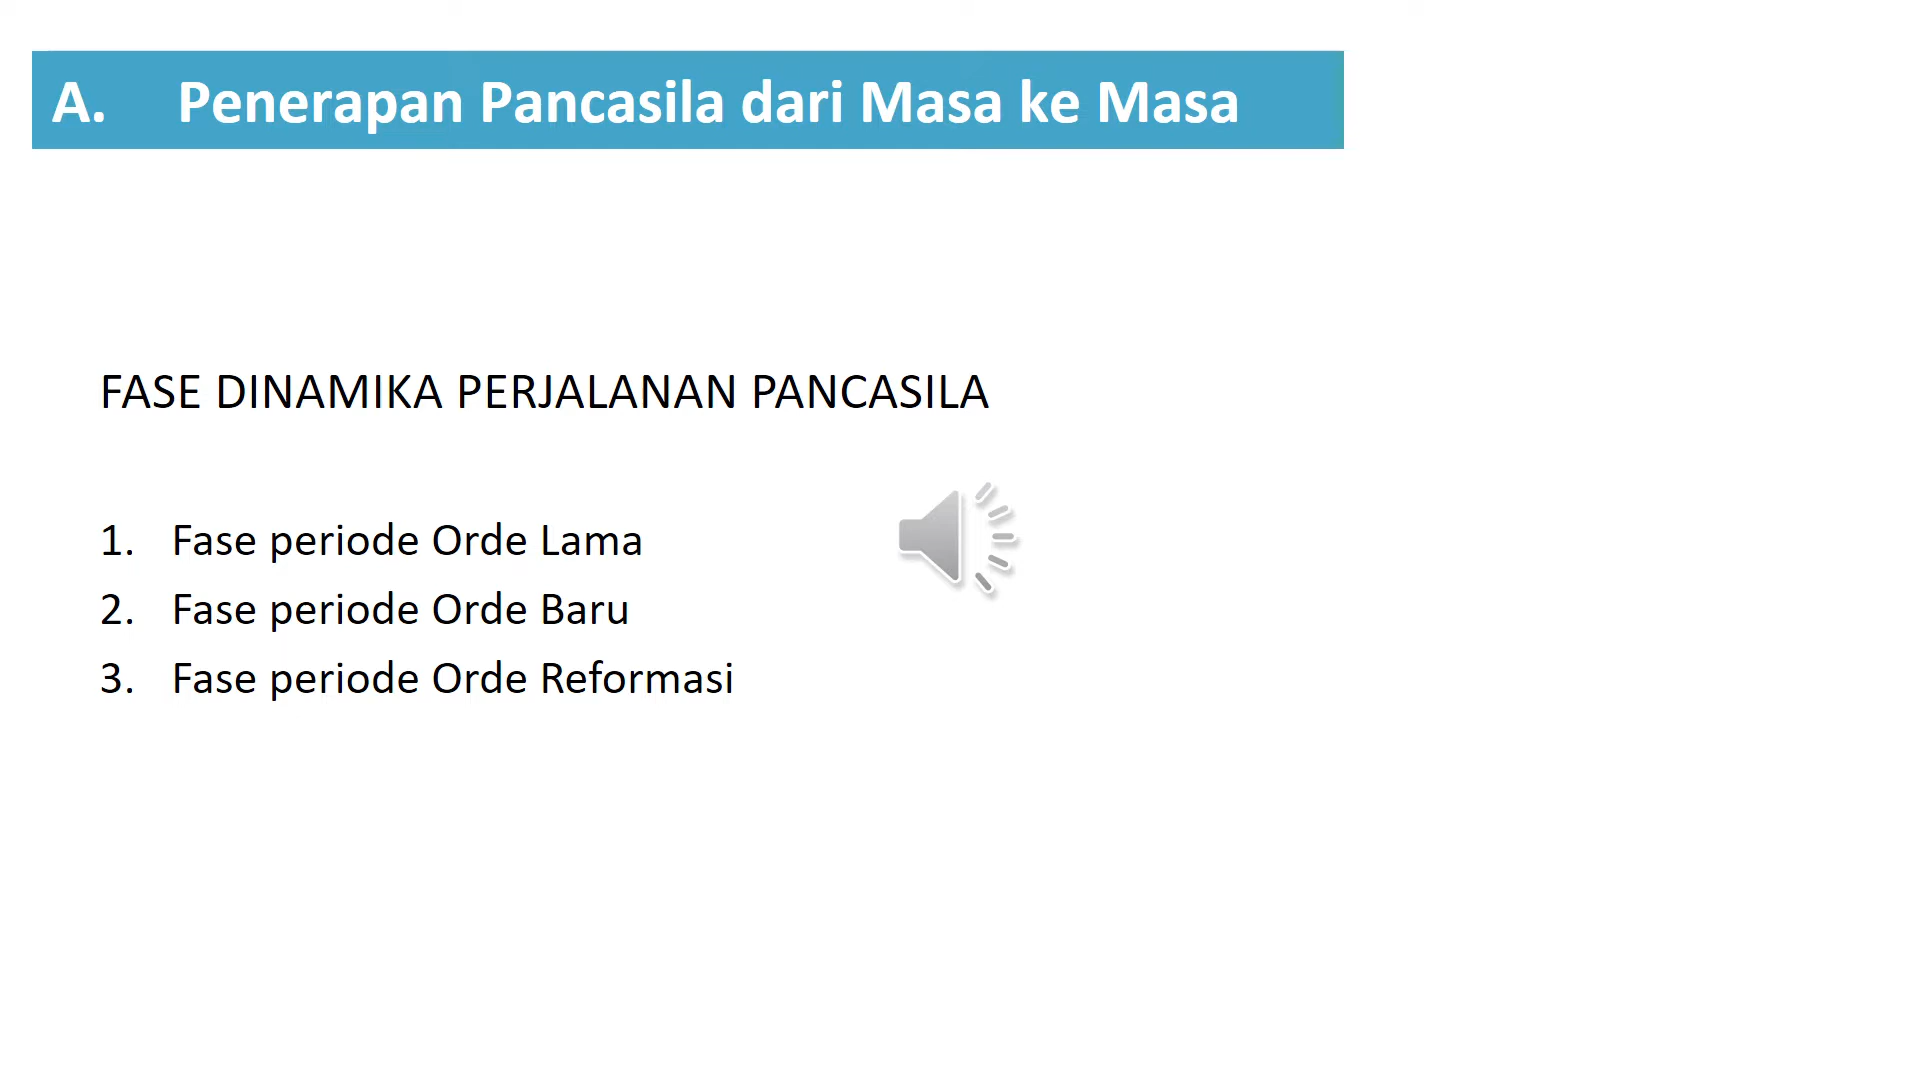 A. Penerapan Pancasila dari Masa ke Masa
FASE DINAMIKA PERJALANAN PANCASILA
1. Fase periode Orde Lama
2. Fase periode Orde Baru
3. Fase periode Orde Reformasi